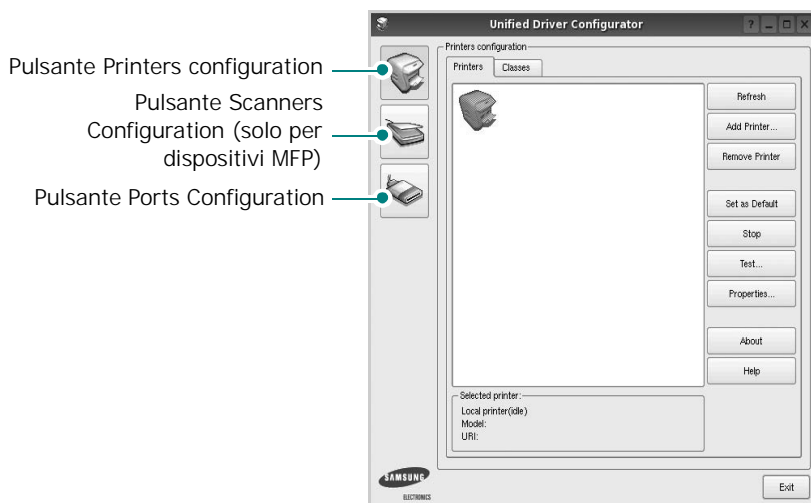 Unified Driver Configurator
Pulsante Printers configuration
Pulsante Scanners
Configuration (solo per
dispositivi MFP)
Pulsante Ports Configuration
Printers configuration
Printers
Classes
Refresh
Add Printer...
Remove Printer
Set as Default
Stop
Test...
Properties...
About
Help
Selected printer:
Local printer(idle)
Model:
URI:
SAMSUNG
ELECTRONICS
Exit